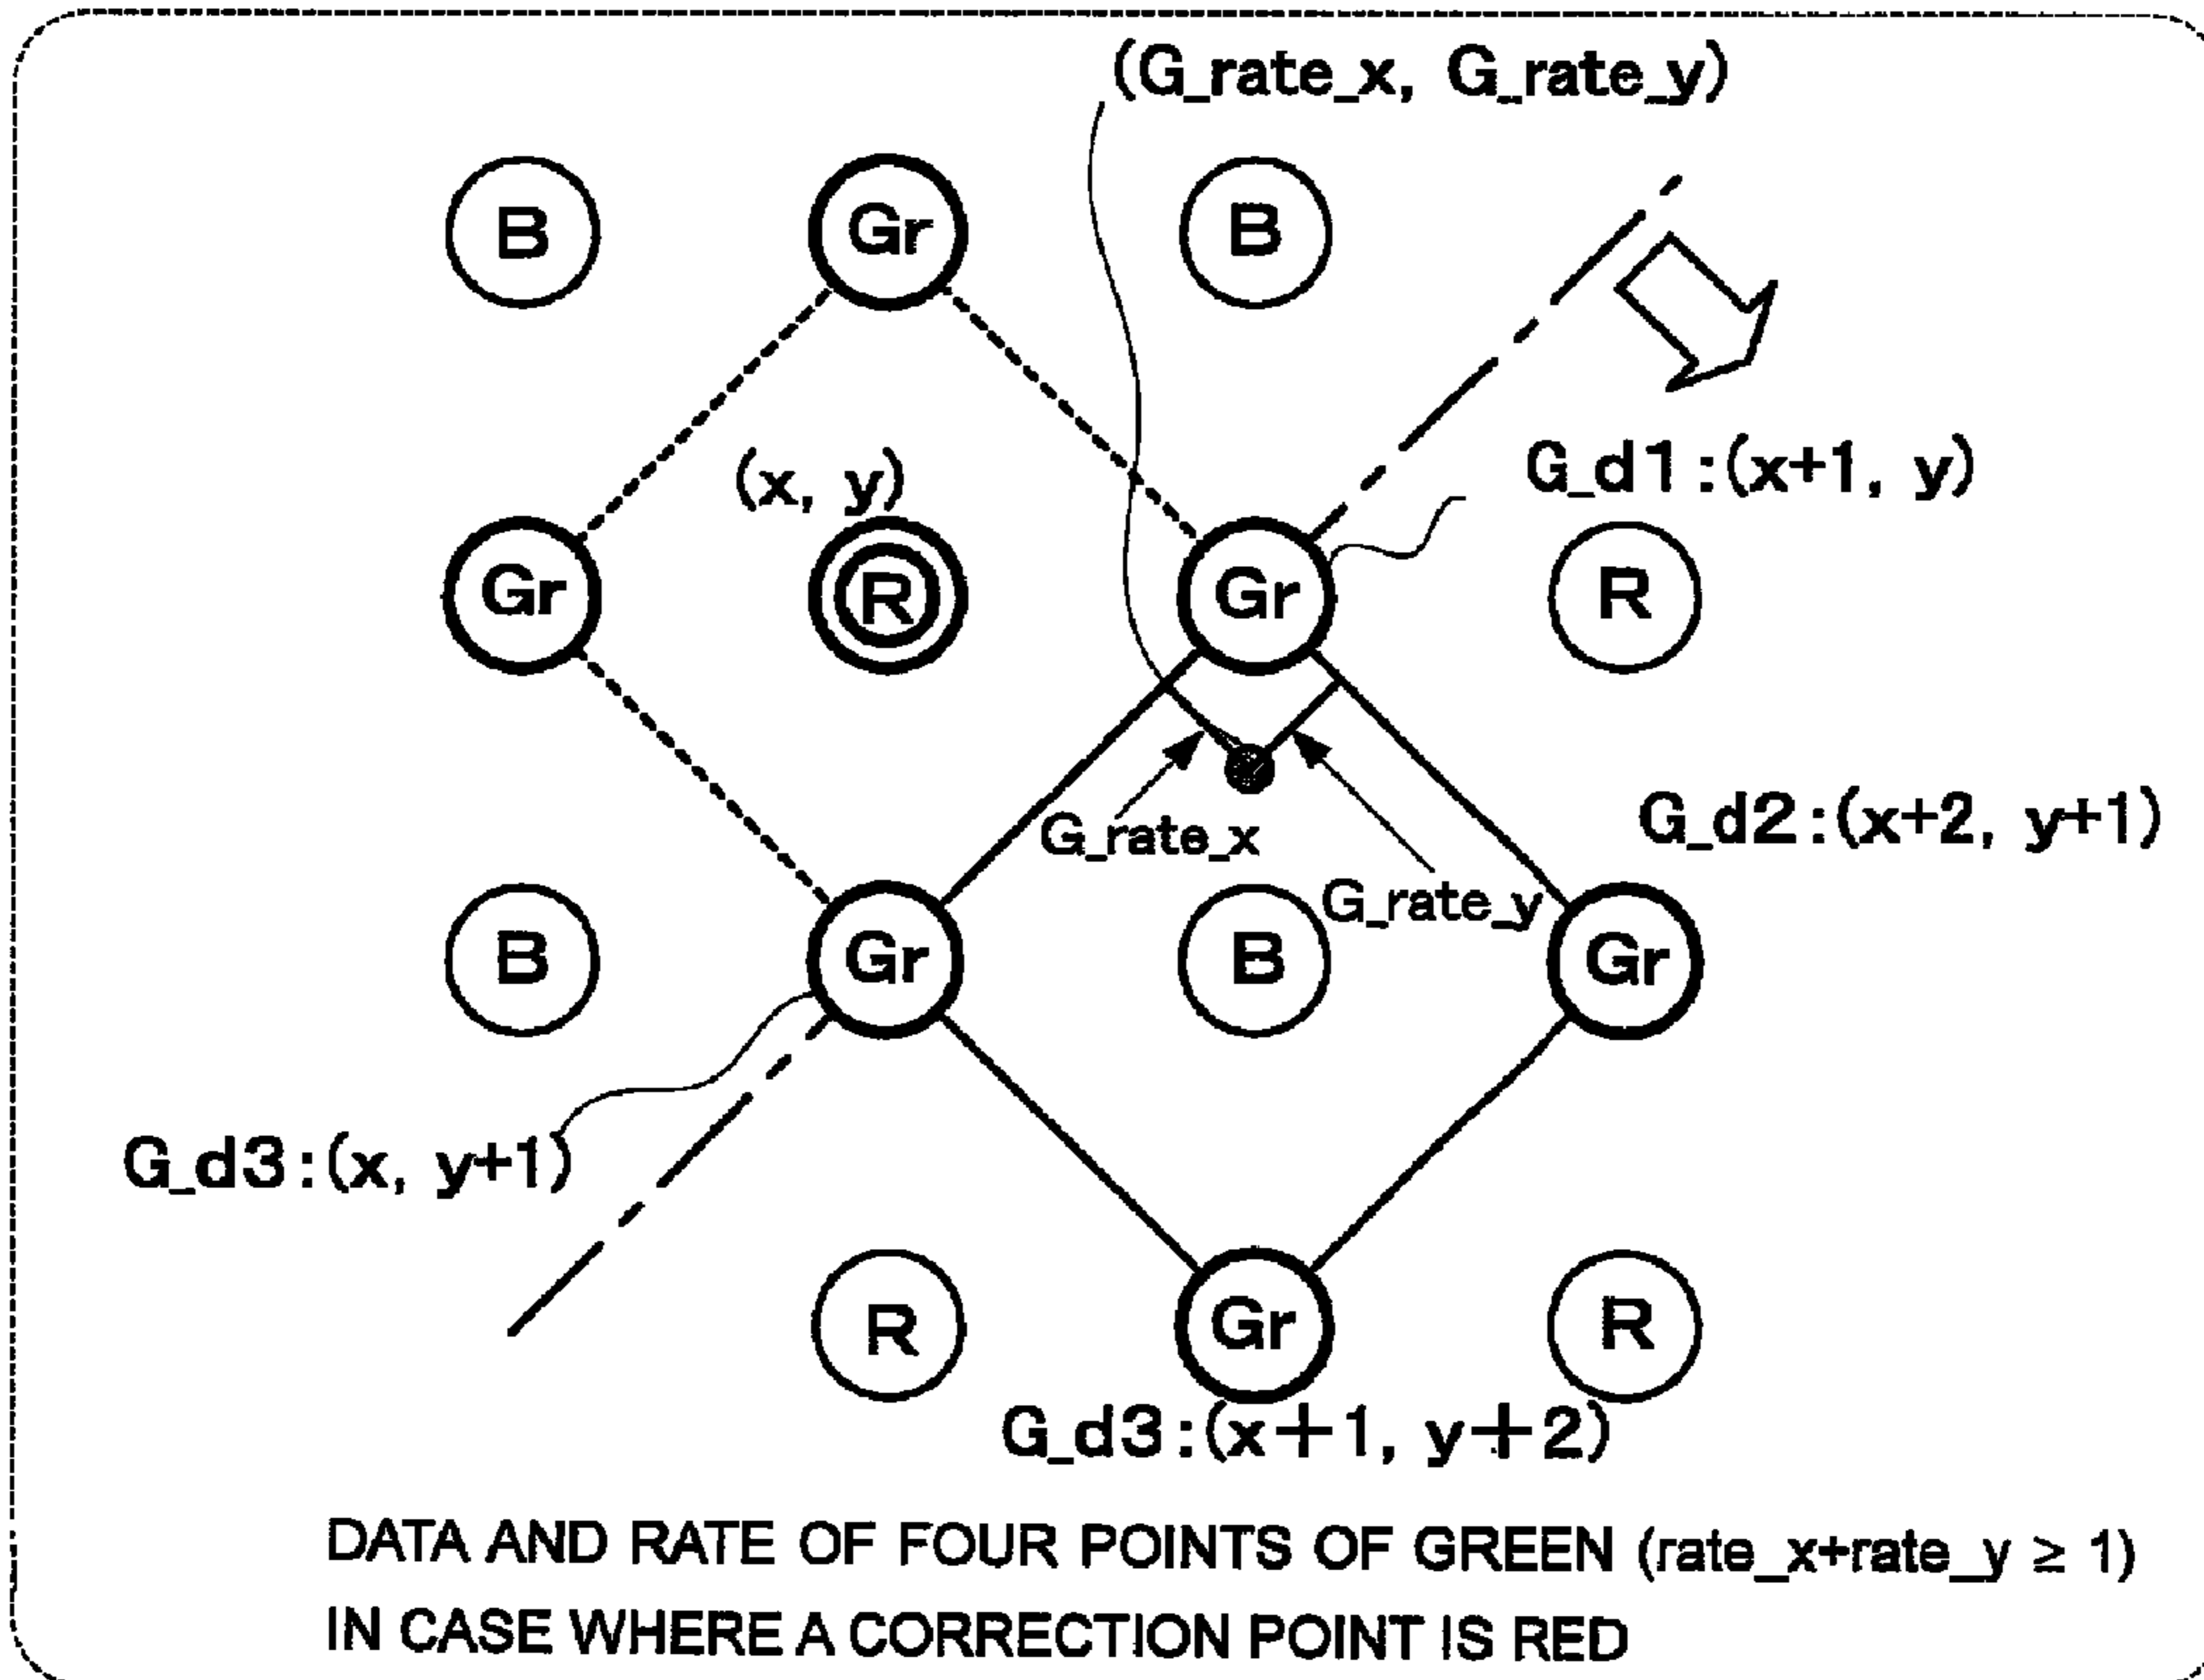 (G_rate_x, G_rate_y)
B Gr B
(x, y)
G_d1:(x+1, y)
Gr R Gr R
G_rate_x
G_d2:(x+2, y+1)
G_rate_y
B Gr B Gr
G_d3:(x, y+1)
R Gr R
G_d3:(x+1, y+2)
DATA AND RATE OF FOUR POINTS OF GREEN (rate_x+rate_y ≥ 1)
IN CASE WHERE A CORRECTION POINT IS RED